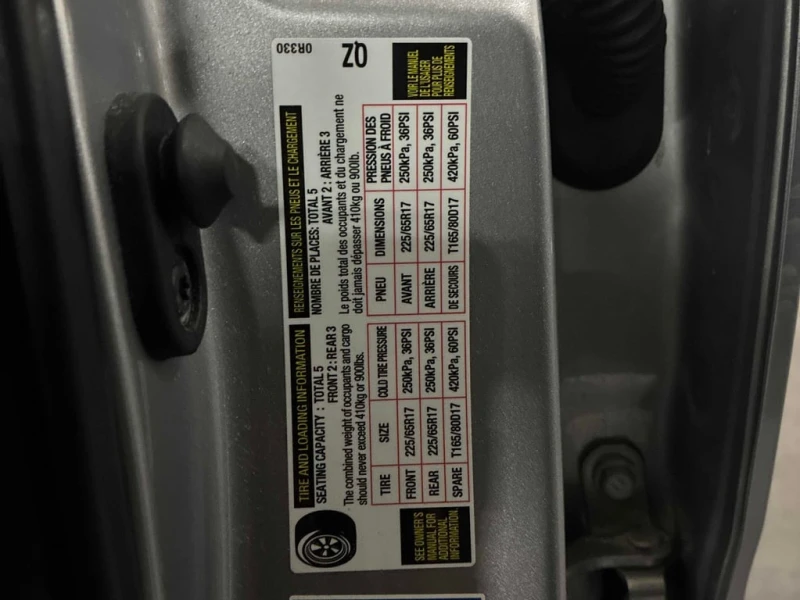 TIRE AND LOADING INFORMATION
SEATING CAPACITY : TOTAL 5
FRONT 2 : REAR 3
The combined weight of occupants and cargo
should never exceed 410kg or 900lbs.
TIRE SIZE COLD TIRE PRESSURE
FRONT 225/65R17 250kPa, 36PSI
REAR 225/65R17 250kPa, 36PSI
SPARE T165/80D17 420kPa, 60PSI
SEE OWNER'S
MANUAL FOR
ADDITIONAL
INFORMATION
RENSEIGNEMENTS SUR LES PNEUS ET LE CHARGEMENT
NOMBRE DE PLACES: TOTAL 5
AVANT 2 : ARRIÈRE 3
Le poids total des occupants et du chargement ne
doit jamais dépasser 410kg ou 900lb.
PNEU DIMENSIONS PRESSION DES
PNEUS À FROID
AVANT 225/65R17 250kPa, 36PSI
ARRIÈRE 225/65R17 250kPa, 36PSI
DE SECOURS T165/80D17 420kPa, 60PSI
0R330
QZ
VOIR LE MANUEL
DE L'USAGER
POUR PLUS DE
RENSEIGNEMENTS